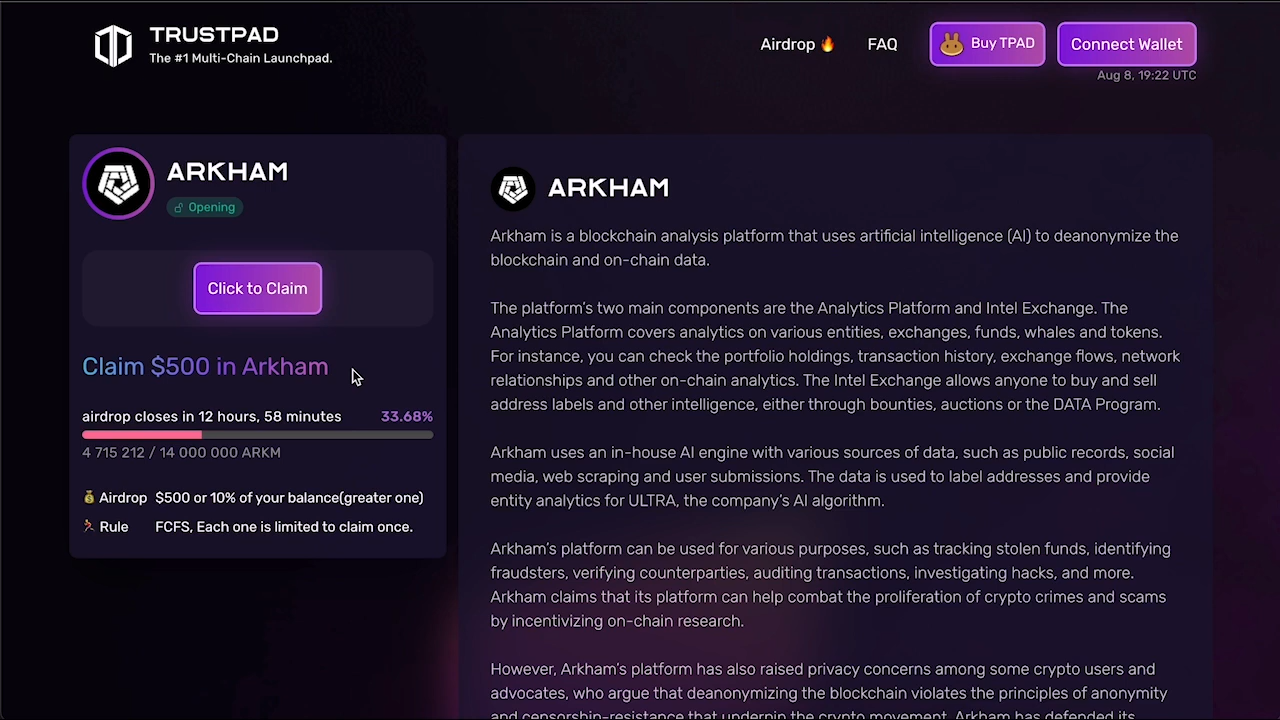 TRUSTPAD
The #1 Multi-Chain Launchpad.
Airdrop 🔥
FAQ
Buy TPAD
Connect Wallet
Aug 8, 19:22 UTC
ARKHAM
Opening
Click to Claim
Claim $500 in Arkham
airdrop closes in 12 hours, 58 minutes 33.68%
4 715 212 / 14 000 000 ARKM
💰 Airdrop $500 or 10% of your balance(greater one)
Rule FCFS, Each one is limited to claim once.
ARKHAM
Arkham is a blockchain analysis platform that uses artificial intelligence (AI) to deanonymize the
blockchain and on-chain data.
The platform's two main components are the Analytics Platform and Intel Exchange. The
Analytics Platform covers analytics on various entities, exchanges, funds, whales and tokens.
For instance, you can check the portfolio holdings, transaction history, exchange flows, network
relationships and other on-chain analytics. The Intel Exchange allows anyone to buy and sell
address labels and other intelligence, either through bounties, auctions or the DATA Program.
Arkham uses an in-house AI engine with various sources of data, such as public records, social
media, web scraping and user submissions. The data is used to label addresses and provide
entity analytics for ULTRA, the company's AI algorithm.
Arkham's platform can be used for various purposes, such as tracking stolen funds, identifying
fraudsters, verifying counterparties, auditing transactions, investigating hacks, and more.
Arkham claims that its platform can help combat the proliferation of crypto crimes and scams
by incentivizing on-chain research.
However, Arkham's platform has also raised privacy concerns among some crypto users and
advocates, who argue that deanonymizing the blockchain violates the principles of anonymity
and censorship-resistance that underpin the crypto movement. Arkham has defended its